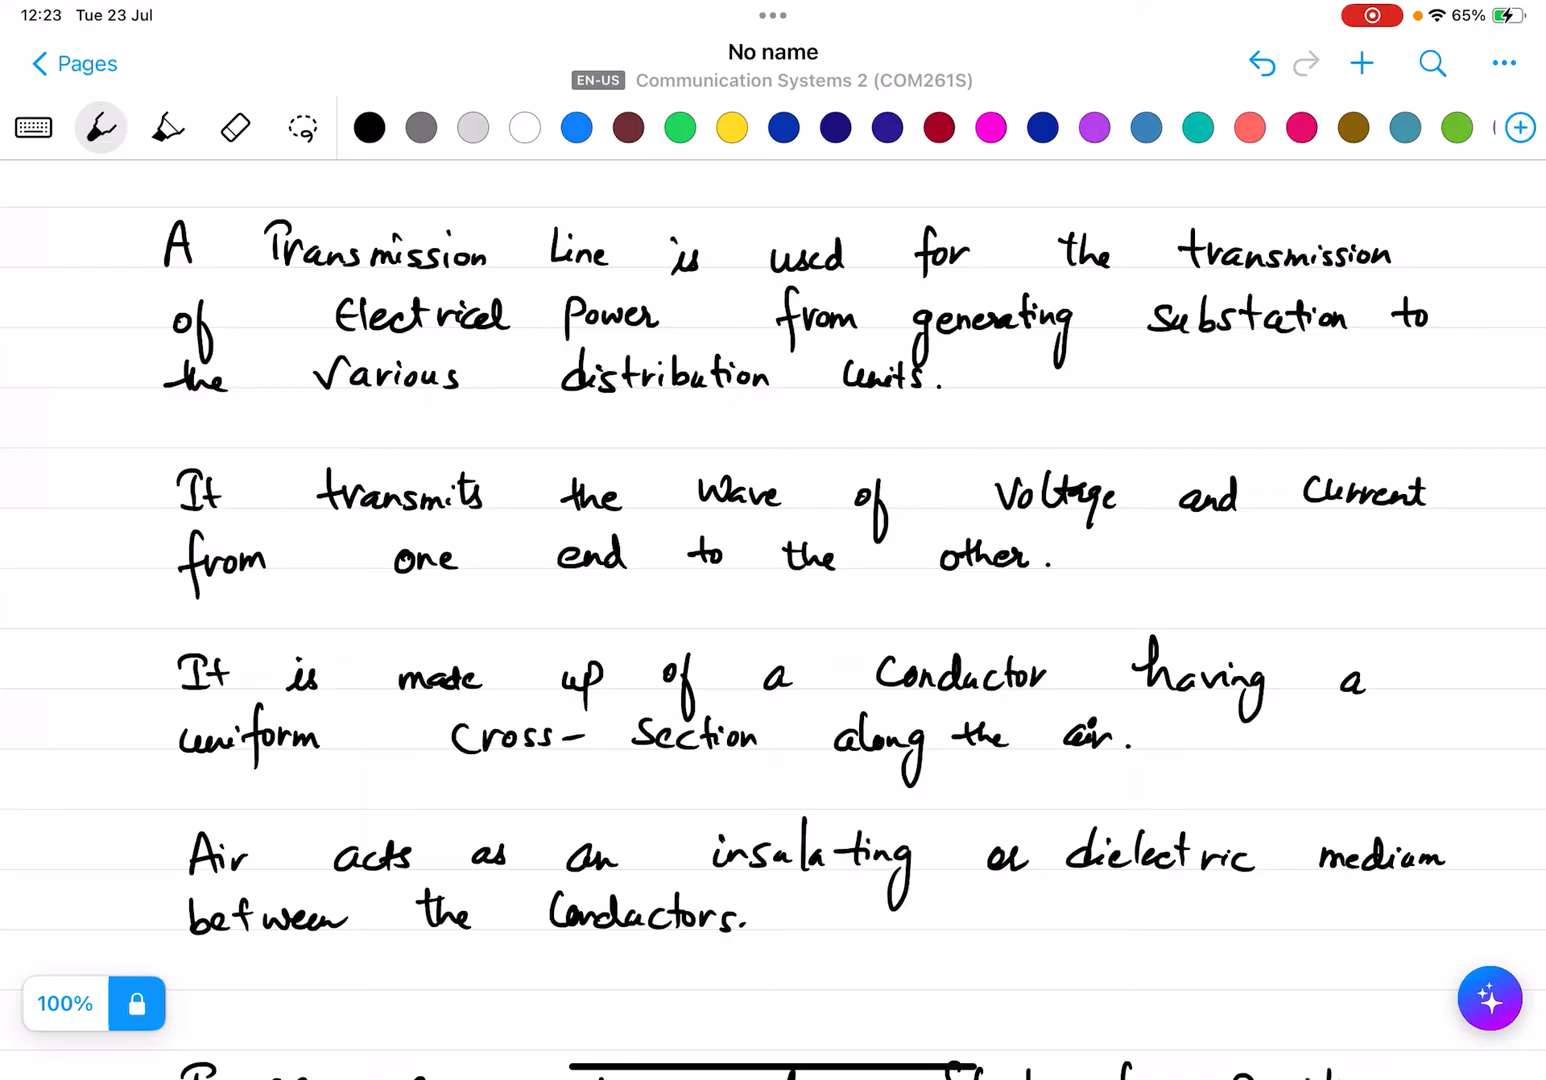 12:23 Tue 23 Jul
65%
Pages
No name
EN-US Communication Systems 2 (COM261S)
A Transmission Line is used for the transmission
of Electrical Power from generating substation to
the various distribution units.
It transmits the Wave of Voltage and Current
from one end to the other.
It is made up of a Conductor having a
uniform cross-section along the air.
Air acts as an insulating or dielectric medium
between the Conductors.
100%